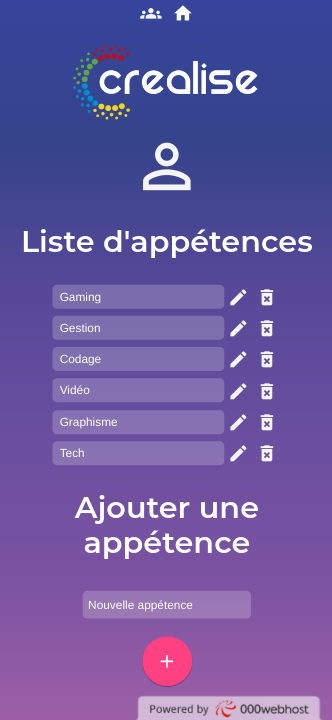 crealise
Liste d'appétences
Gaming
Gestion
Codage
Vidéo
Graphisme
Tech
Ajouter une
appétence
Nouvelle appétence
+
Powered by 000webhost